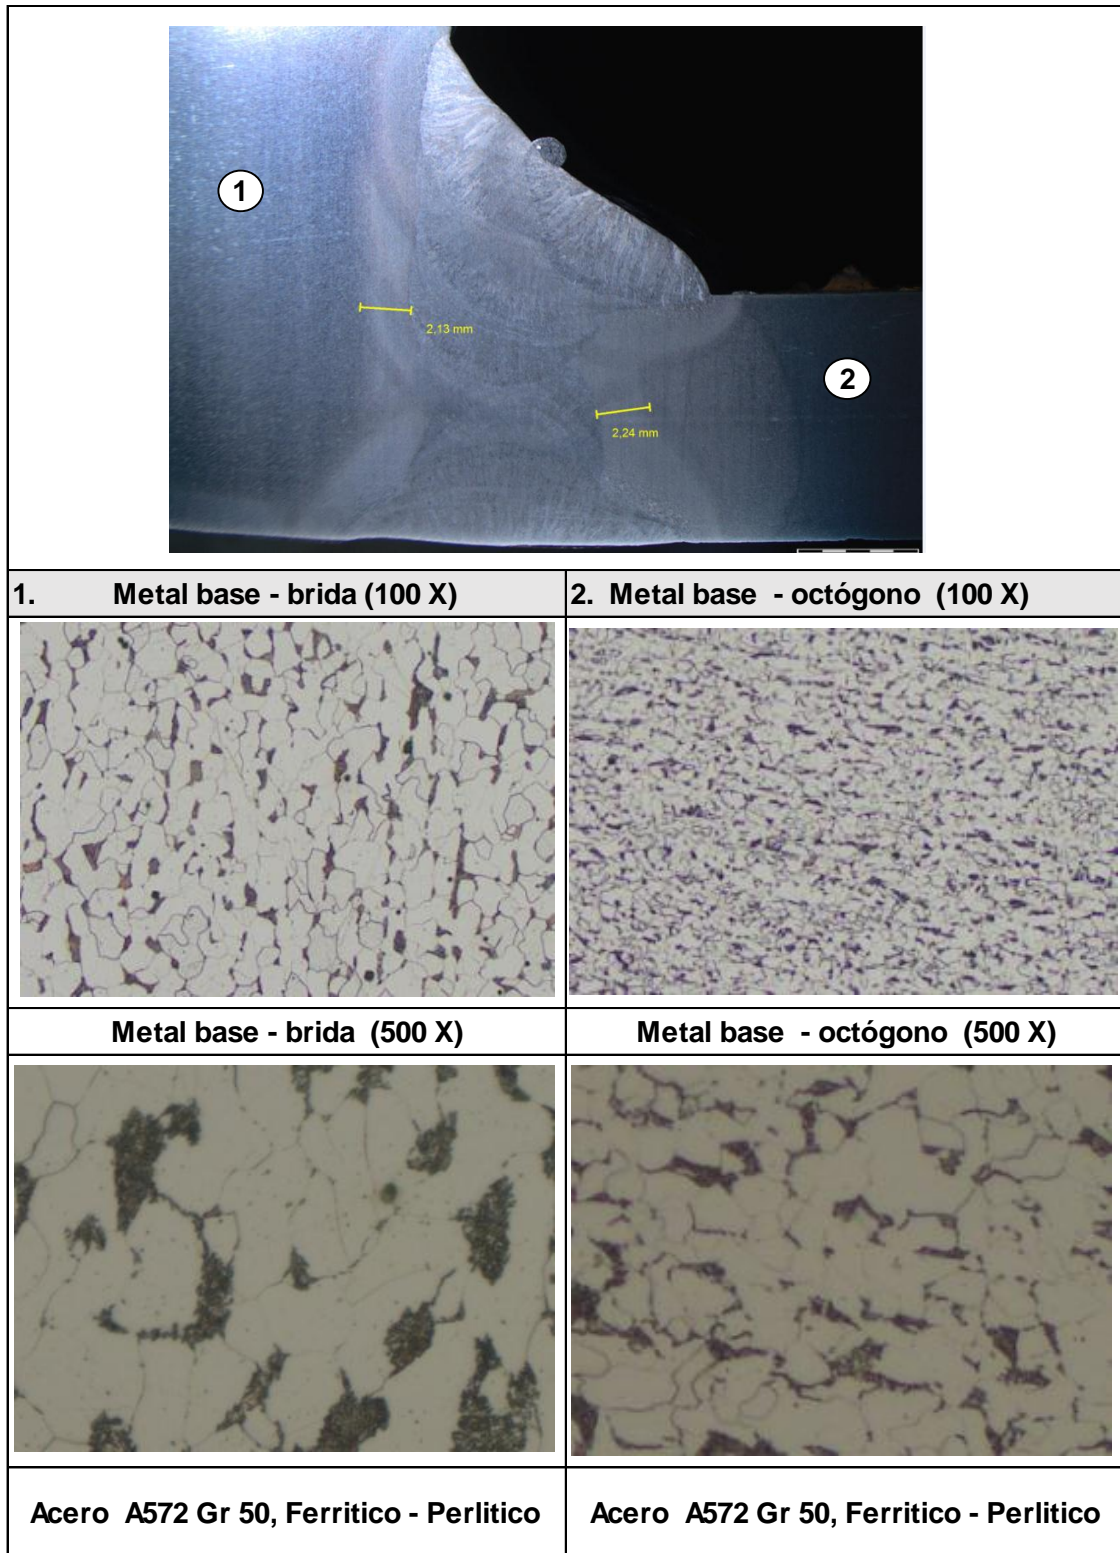 1
2,13 mm
2
2,24 mm
1. Metal base - brida (100 X)
2. Metal base - octógono (100 X)
Metal base - brida (500 X)
Metal base - octógono (500 X)
Acero A572 Gr 50, Ferritico - Perlitico
Acero A572 Gr 50, Ferritico - Perlitico